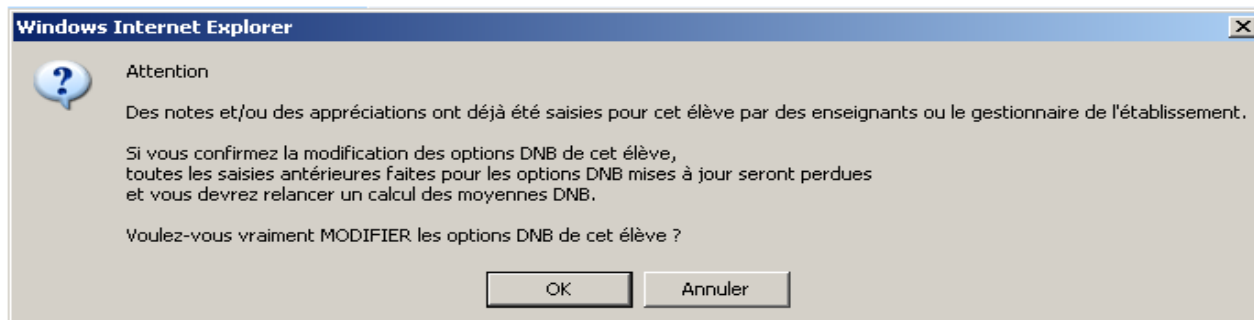 Windows Internet Explorer
Attention
Des notes et/ou des appréciations ont déjà été saisies pour cet élève par des enseignants ou le gestionnaire de l'établissement.
Si vous confirmez la modification des options DNB de cet élève,
toutes les saisies antérieures faites pour les options DNB mises à jour seront perdues
et vous devrez relancer un calcul des moyennes DNB.
Voulez-vous vraiment MODIFIER les options DNB de cet élève ?
OK
Annuler